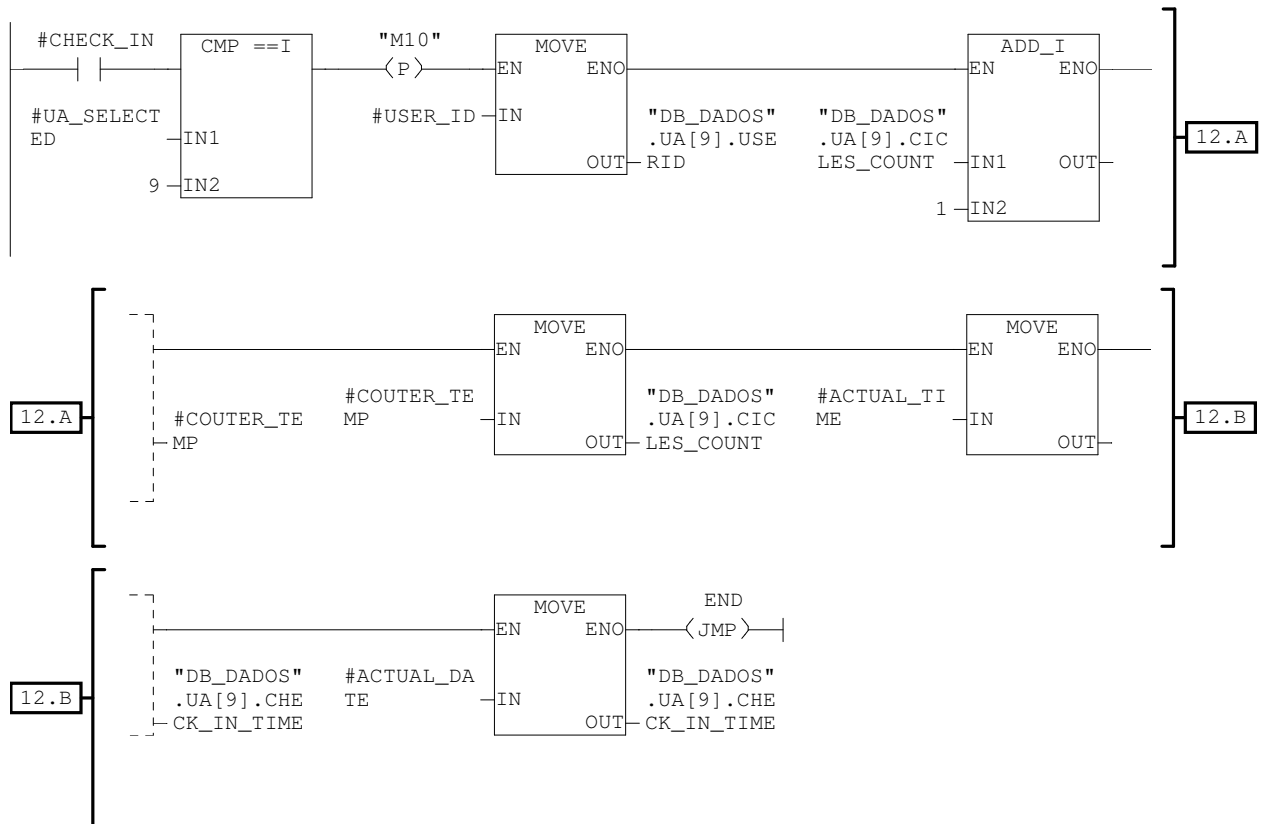 #CHECK_IN
CMP ==I
"M10"
MOVE
ADD_I
P
EN ENO
EN ENO
#UA_SELECT
ED
IN1
#USER_ID
IN
"DB_DADOS"
.UA[9].USE
RID
OUT
"DB_DADOS"
.UA[9].CIC
LES_COUNT
IN1
OUT
12.A
9
IN2
1
IN2
MOVE
MOVE
EN ENO
EN ENO
12.A
#COUTER_TE
MP
#COUTER_TE
MP
IN
OUT
"DB_DADOS"
.UA[9].CIC
LES_COUNT
#ACTUAL_TI
ME
IN
OUT
12.B
MOVE
END
EN ENO
JMP
12.B
"DB_DADOS"
.UA[9].CHE
CK_IN_TIME
#ACTUAL_DA
TE
IN
OUT
"DB_DADOS"
.UA[9].CHE
CK_IN_TIME